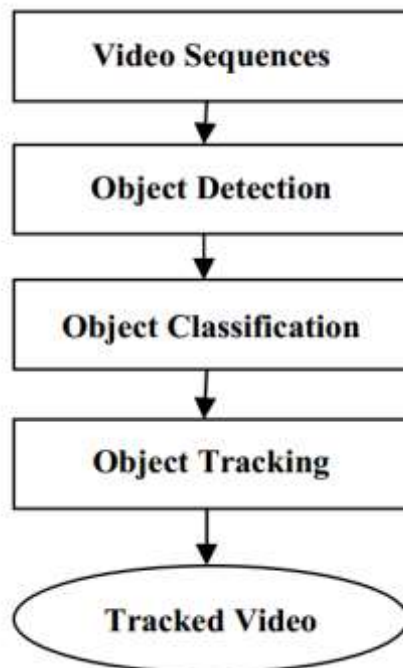 Video Sequences
Object Detection
Object Classification
Object Tracking
Tracked Video